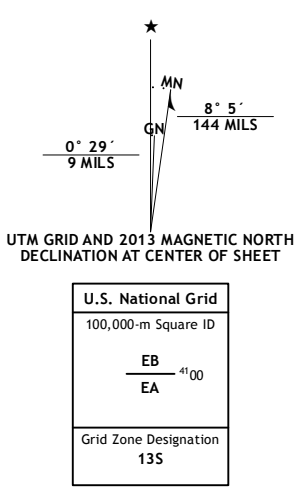 ★
MN
8° 5´
144 MILS
GN
0° 29´
9 MILS
UTM GRID AND 2013 MAGNETIC NORTH
DECLINATION AT CENTER OF SHEET
U.S. National Grid
100,000-m Square ID
EB
4100
EA
Grid Zone Designation
13S